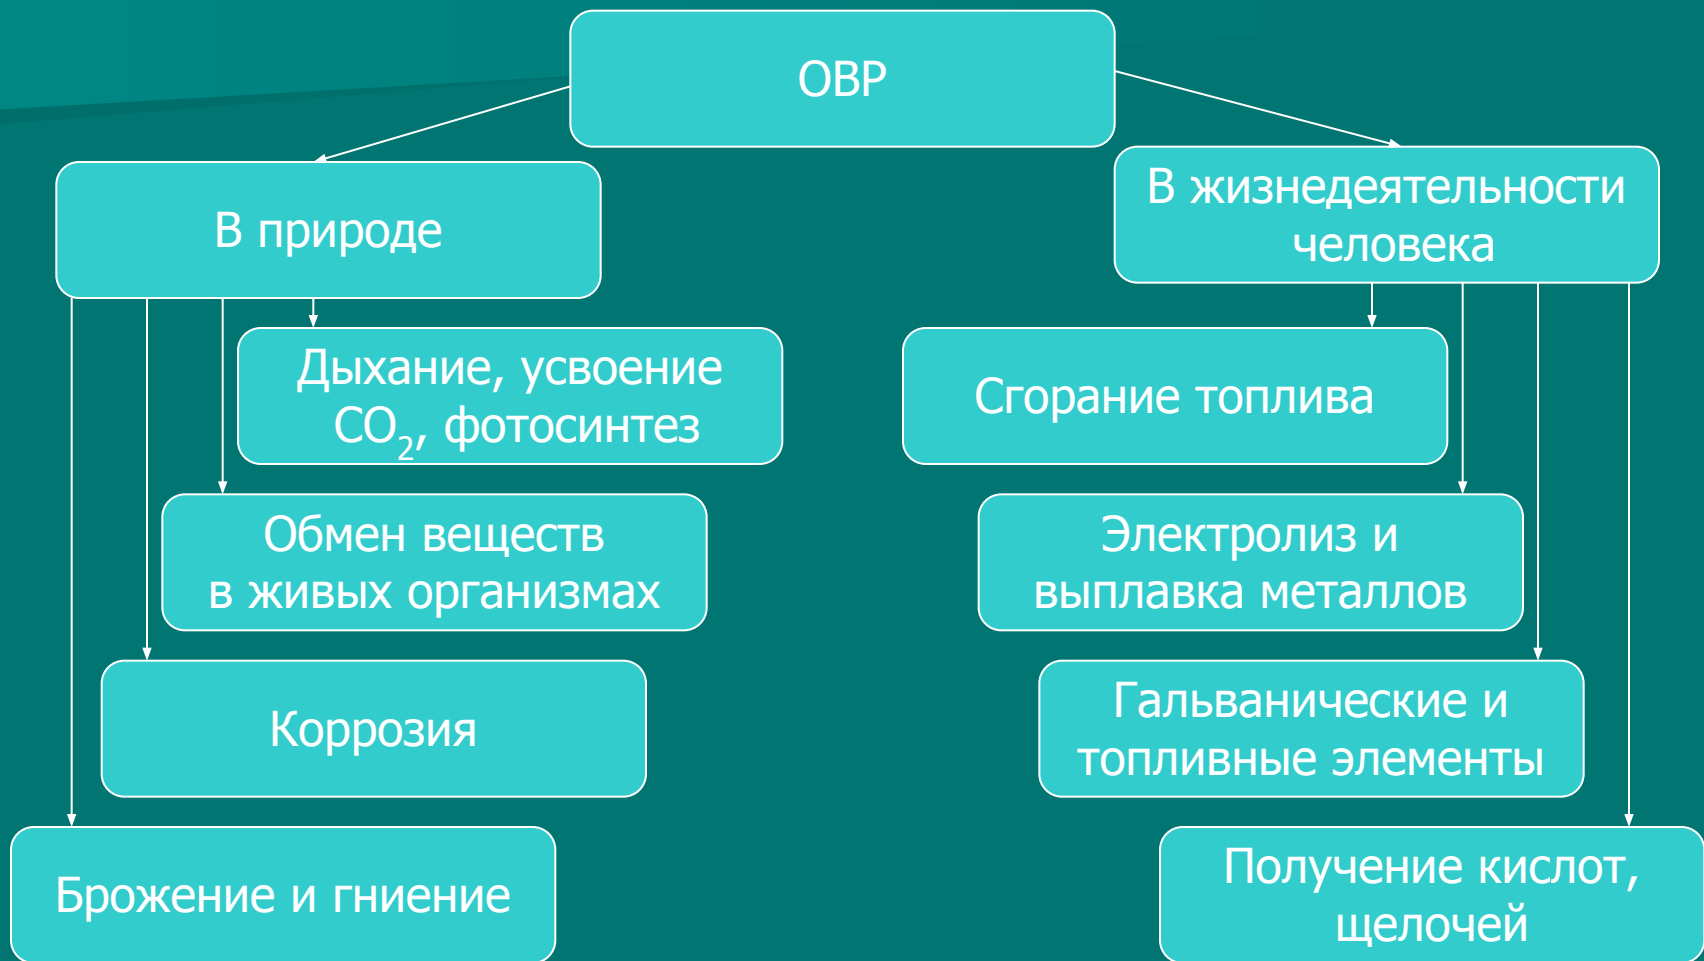 ОВР
В природе
В жизнедеятельности
человека
Дыхание, усвоение
СО₂, фотосинтез
Сгорание топлива
Обмен веществ
в живых организмах
Электролиз и
выплавка металлов
Коррозия
Гальванические и
топливные элементы
Брожение и гниение
Получение кислот,
щелочей